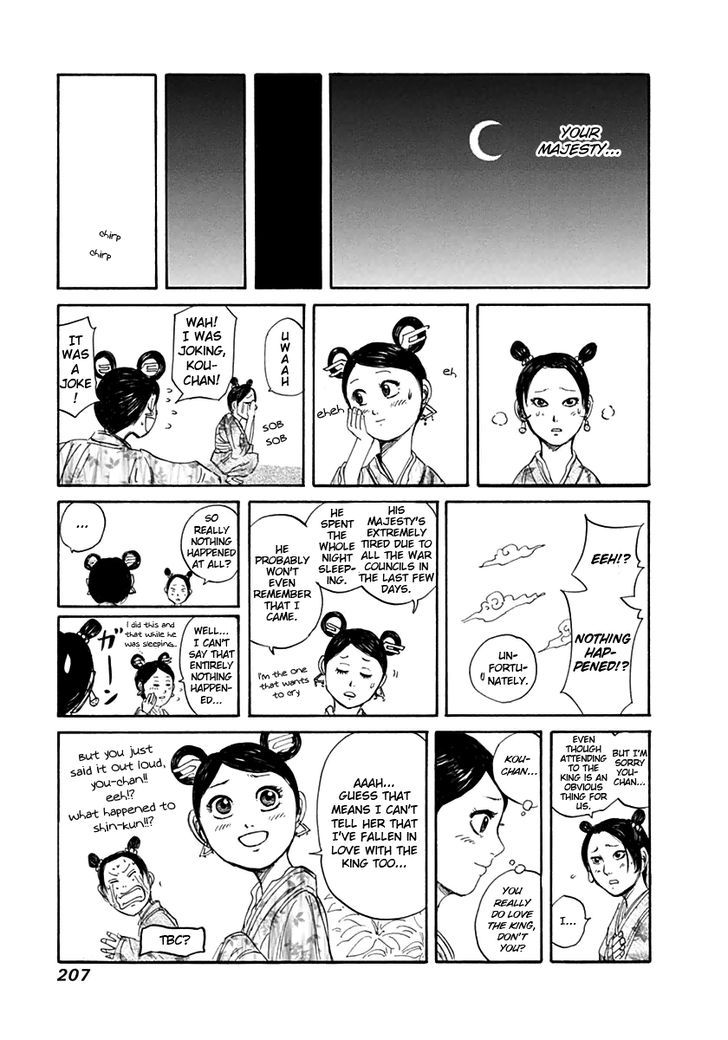 YOUR
MAJESTY...
chirp
chirp
eh
eheh
UWAAH
SOB
SOB
WAH!
I WAS
JOKING,
KOU-
CHAN!
IT
WAS
A
JOKE!
EEH!?
NOTHING
HAP-
PENED!?
UN-
FORTU-
NATELY.
HIS
MAJESTY'S
EXTREMELY
TIRED DUE TO
ALL THE WAR
COUNCILS IN
THE LAST FEW
DAYS.
HE
SPENT
THE
WHOLE
NIGHT
SLEEP-
ING.
HE
PROBABLY
WON'T
EVEN
REMEMBER
THAT I
CAME.
I'm the one
that wants
to cry
SO
REALLY
NOTHING
HAPPENED
AT ALL?
...
WELL...
I CAN'T
SAY THAT
ENTIRELY
NOTHING
HAPPEN-
ED...
I did this and
that while he
was sleeping..
ガーン
BUT I'M
SORRY
YOU-
CHAN...
EVEN
THOUGH
ATTENDING
TO THE
KING IS AN
OBVIOUS
THING FOR
US.
I...
KOU-
CHAN...
YOU
REALLY
DO LOVE
THE KING,
DON'T
YOU?
AAAH...
GUESS THAT
MEANS I CAN'T
TELL HER THAT
I'VE FALLEN IN
LOVE WITH THE
KING TOO...
But you just
said it out loud,
you-chan!!
eeh!?
what happened to
shin-kun!!?
TBC?
207